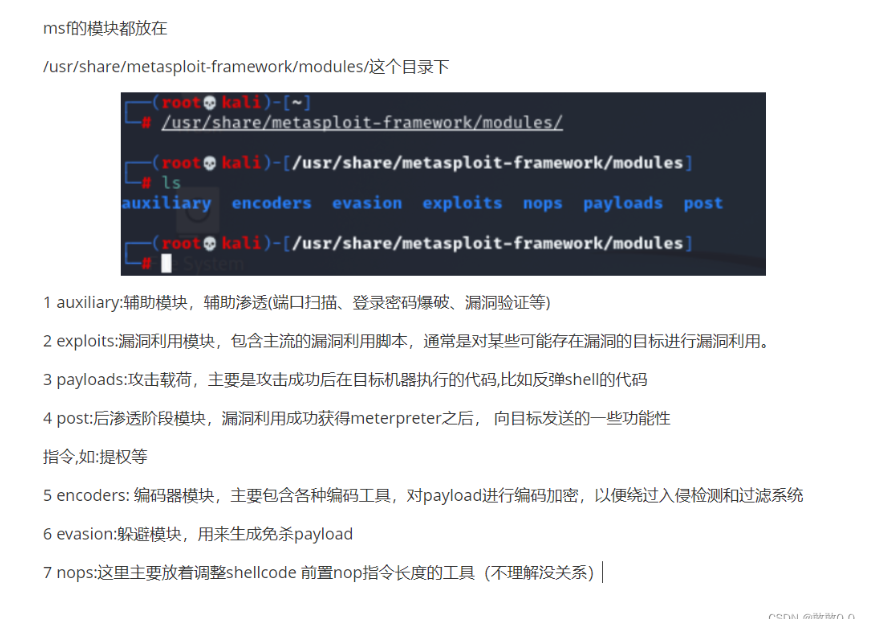 msf的模块都放在
/usr/share/metasploit-framework/modules/这个目录下
┌──(root💀kali)-[~]
└─# /usr/share/metasploit-framework/modules/
┌──(root💀kali)-[/usr/share/metasploit-framework/modules]
└─# ls
auxiliary encoders evasion exploits nops payloads post
┌──(root💀kali)-[/usr/share/metasploit-framework/modules]
└─# System
1 auxiliary:辅助模块，辅助渗透(端口扫描、登录密码爆破、漏洞验证等)
2 exploits:漏洞利用模块，包含主流的漏洞利用脚本，通常是对某些可能存在漏洞的目标进行漏洞利用。
3 payloads:攻击载荷，主要是攻击成功后在目标机器执行的代码,比如反弹shell的代码
4 post:后渗透阶段模块，漏洞利用成功获得meterpreter之后， 向目标发送的一些功能性
指令,如:提权等
5 encoders: 编码器模块，主要包含各种编码工具，对payload进行编码加密，以便绕过入侵检测和过滤系统
6 evasion:躲避模块，用来生成免杀payload
7 nops:这里主要放着调整shellcode 前置nop指令长度的工具（不理解没关系）
CSDN @憨憨0.0